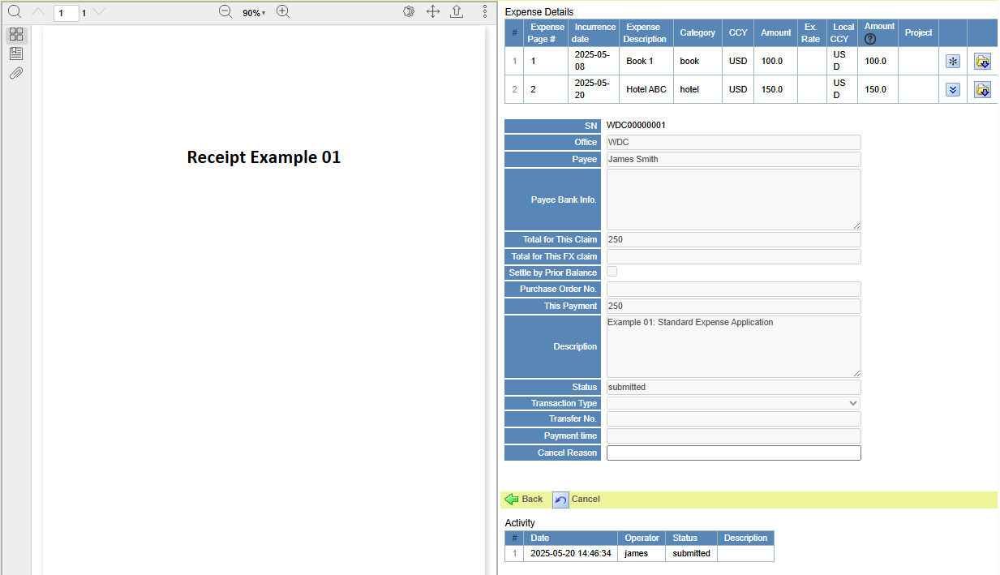 1 1 90%
Receipt Example 01
Expense Details
# Expense Page # Incurrence date Expense Description Category CCY Amount Ex. Rate Local CCY Amount ? Project
1 1 2025-05-08 Book 1 book USD 100.0 USD 100.0
2 2 2025-05-20 Hotel ABC hotel USD 150.0 USD 150.0
SN WDC00000001
Office WDC
Payee James Smith
Payee Bank Info.
Total for This Claim 250
Total for This FX claim
Settle by Prior Balance
Purchase Order No.
This Payment 250
Description Example 01: Standard Expense Application
Status submitted
Transaction Type
Transfer No.
Payment time
Cancel Reason
Back Cancel
Activity
# Date Operator Status Description
1 2025-05-20 14:46:34 james submitted